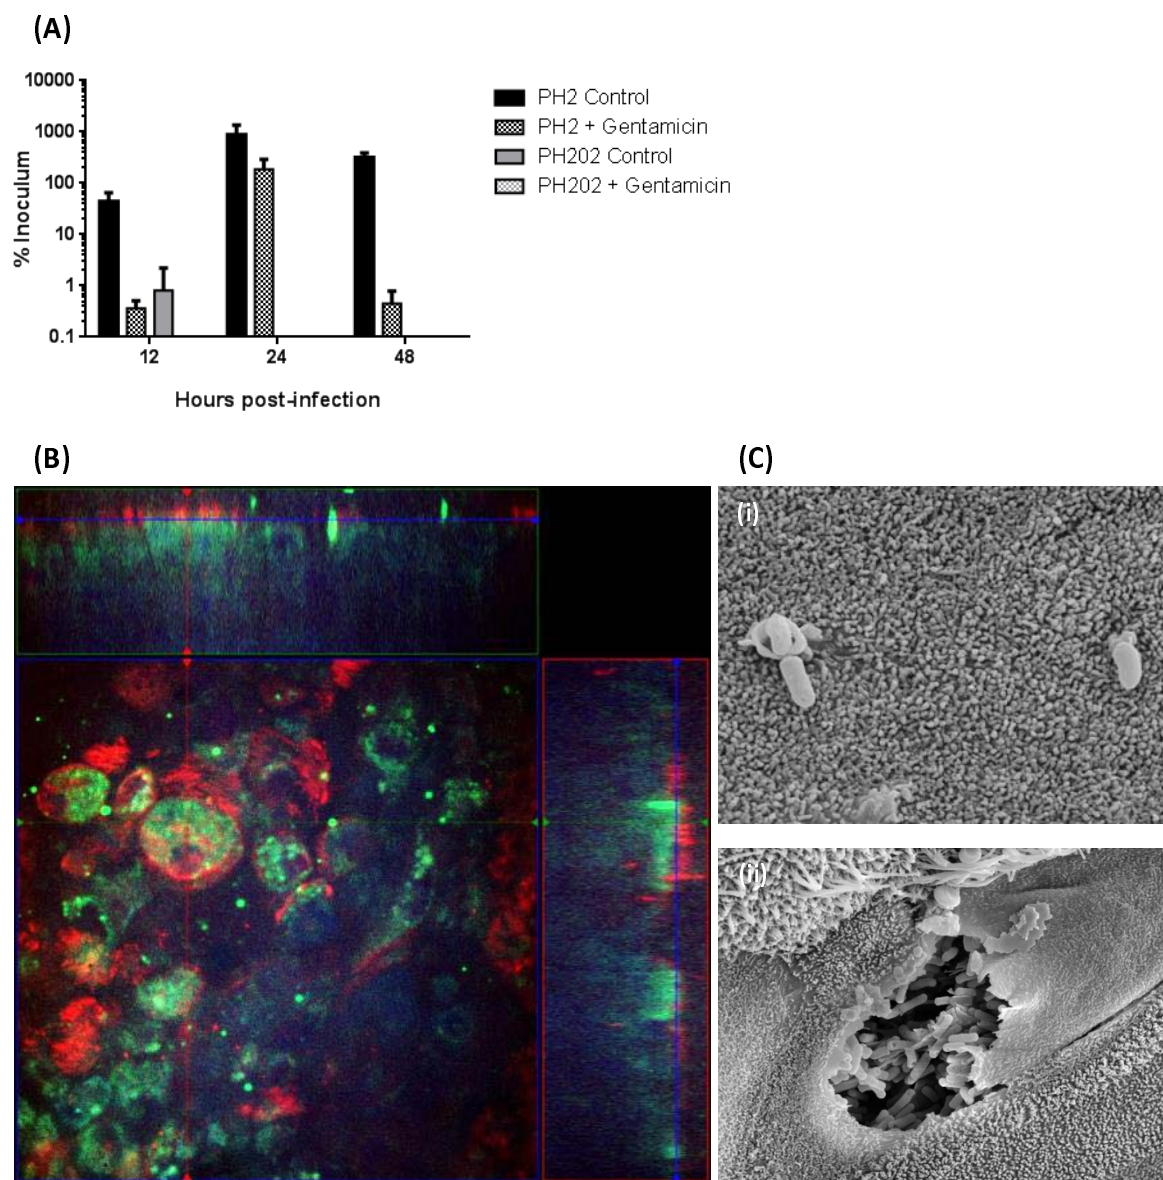 (A)
10000
1000
100
10
1
0.1
% Inoculum
12 24 48
Hours post-infection
PH2 Control
PH2 + Gentamicin
PH202 Control
PH202 + Gentamicin
(B)
(C)
(i)
(ii)